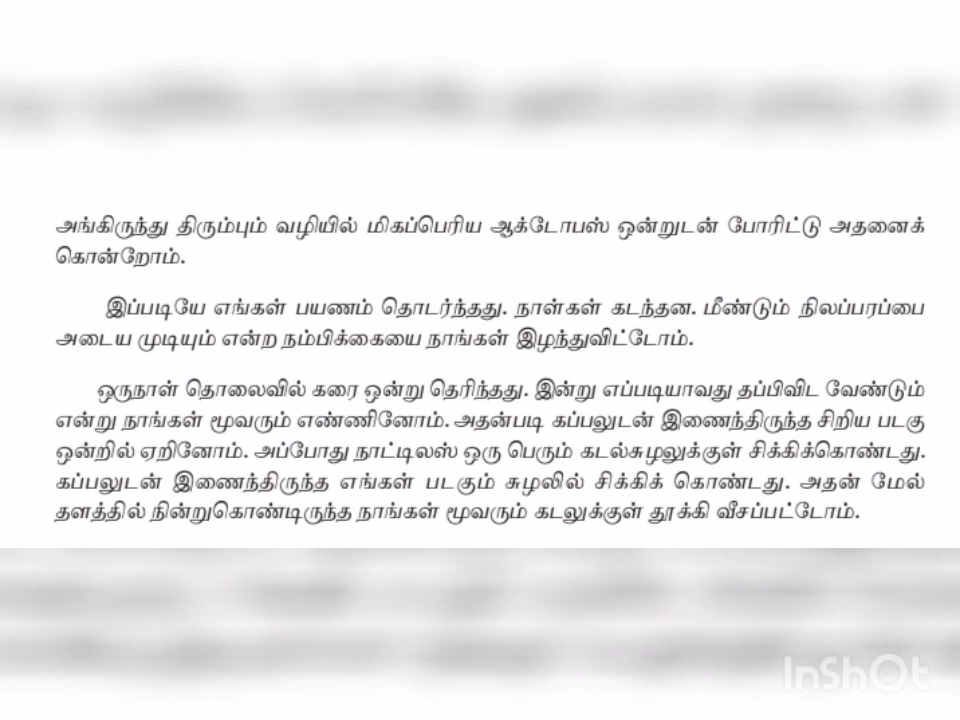 அங்கிருந்து திரும்பும் வழியில் மிகப்பெரிய ஆக்டோபஸ் ஒன்றுடன் போரிட்டு அதனைக்
கொன்றோம்.
இப்படியே எங்கள் பயணம் தொடர்ந்தது. நாள்கள் கடந்தன. மீண்டும் நிலப்பரப்பை
அடைய முடியும் என்ற நம்பிக்கையை நாங்கள் இழந்துவிட்டோம்.
ஒருநாள் தொலைவில் கரை ஒன்று தெரிந்தது. இன்று எப்படியாவது தப்பிவிட வேண்டும்
என்று நாங்கள் மூவரும் எண்ணினோம். அதன்படி கப்பலுடன் இணைந்திருந்த சிறிய படகு
ஒன்றில் ஏறினோம். அப்போது நாட்டிலஸ் ஒரு பெரும் கடல்சுழலுக்குள் சிக்கிக்கொண்டது.
கப்பலுடன் இணைந்திருந்த எங்கள் படகும் சுழலில் சிக்கிக் கொண்டது. அதன் மேல்
தளத்தில் நின்றுகொண்டிருந்த நாங்கள் மூவரும் கடலுக்குள் தூக்கி வீசப்பட்டோம்.
InShOt